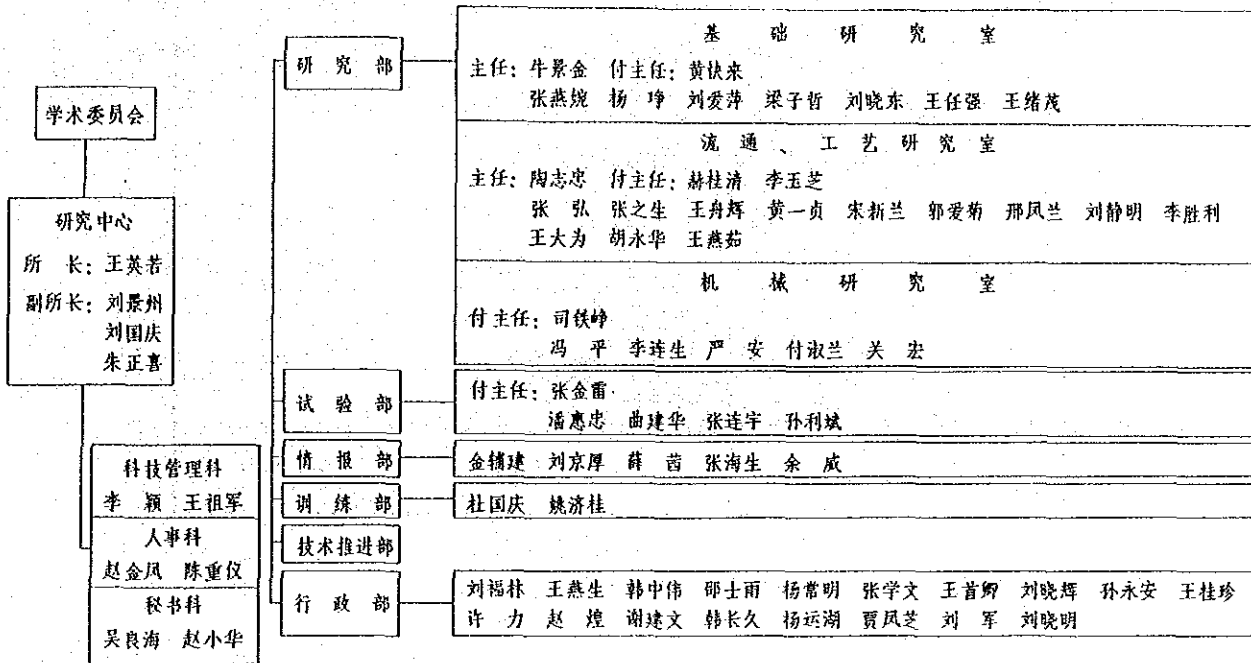 学术委员会
研究中心
所 长：王英若
副所长：刘景州
刘国庆
朱正喜
科技管理科
李 颖 王祖军
人事科
赵金凤 陈重仪
秘书科
吴良海 赵小华
研究部
基础研究室
主任：牛景金 付主任：黄快来
张燕婉 杨 琤 刘爱萍 梁子哲 刘晓东 王任强 王绪茂
流通、工艺研究室
主任：陶志忠 付主任：赫桂清 李玉芝
张 弘 张之生 王舟辉 黄一贞 宋新兰 郭爱菊 邢凤兰 刘静明 李胜利
王大为 胡永华 王燕茹
机械研究室
付主任：司铁峥
冯 平 李连生 严 安 付淑兰 关 宏
试验部
付主任：张金雷
潘惠忠 曲建华 张连宇 孙利斌
情报部
金辅建 刘京厚 薛 茜 张海生 余 威
训练部
杜国庆 姚济桂
技术推进部
行政部
刘福林 王燕生 韩中伟 邵士雨 杨常明 张学文 王首卿 刘晓辉 孙永安 王桂珍
许 力 赵 煌 谢建文 韩长久 杨运湖 贾凤芝 刘 军 刘晓明